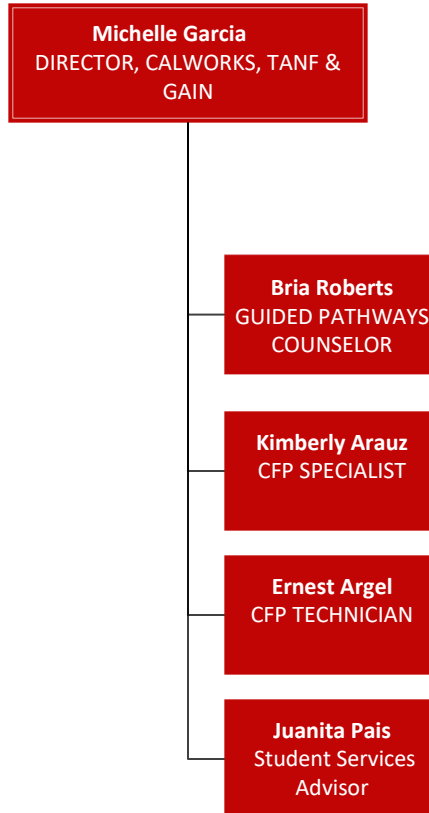 Michelle Garcia
DIRECTOR, CALWORKS, TANF &
GAIN
Bria Roberts
GUIDED PATHWAYS
COUNSELOR
Kimberly Arauz
CFP SPECIALIST
Ernest Argel
CFP TECHNICIAN
Juanita Pais
Student Services
Advisor